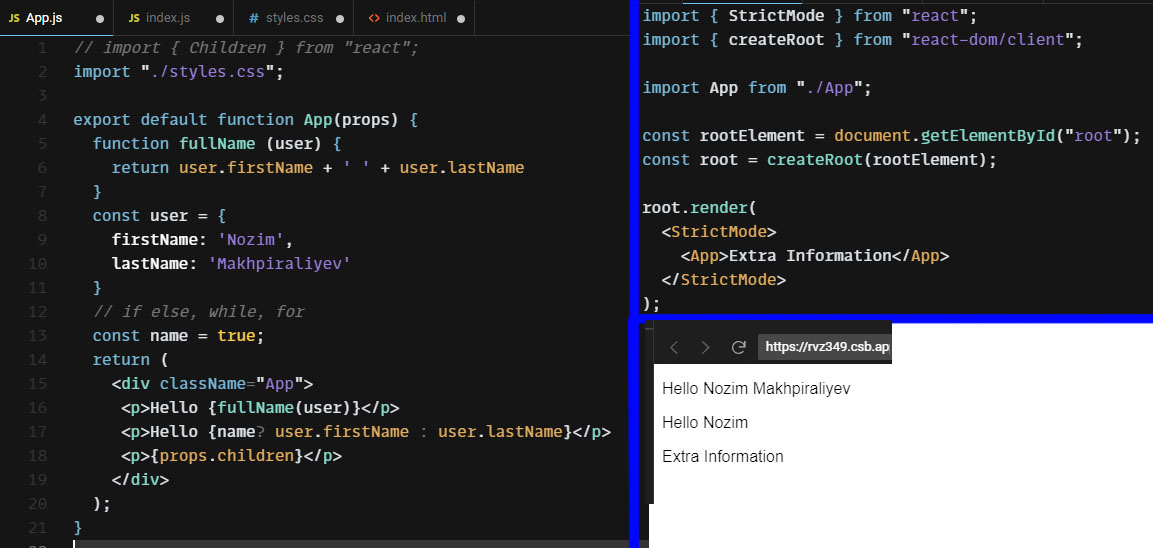 JS App.js
JS index.js
# styles.css
<> index.html
1 // import { Children } from "react";
2 import "./styles.css";
3
4 export default function App(props) {
5 function fullName (user) {
6 return user.firstName + ' ' + user.lastName
7 }
8 const user = {
9 firstName: 'Nozim',
10 lastName: 'Makhpiraliyev'
11 }
12 // if else, while, for
13 const name = true;
14 return (
15 <div className="App">
16 <p>Hello {fullName(user)}</p>
17 <p>Hello {name? user.firstName : user.lastName}</p>
18 <p>{props.children}</p>
19 </div>
20 );
21 }
import { StrictMode } from "react";
import { createRoot } from "react-dom/client";
import App from "./App";
const rootElement = document.getElementById("root");
const root = createRoot(rootElement);
root.render(
<StrictMode>
<App>Extra Information</App>
</StrictMode>
);
https://rvz349.csb.ap
Hello Nozim Makhpiraliyev
Hello Nozim
Extra Information